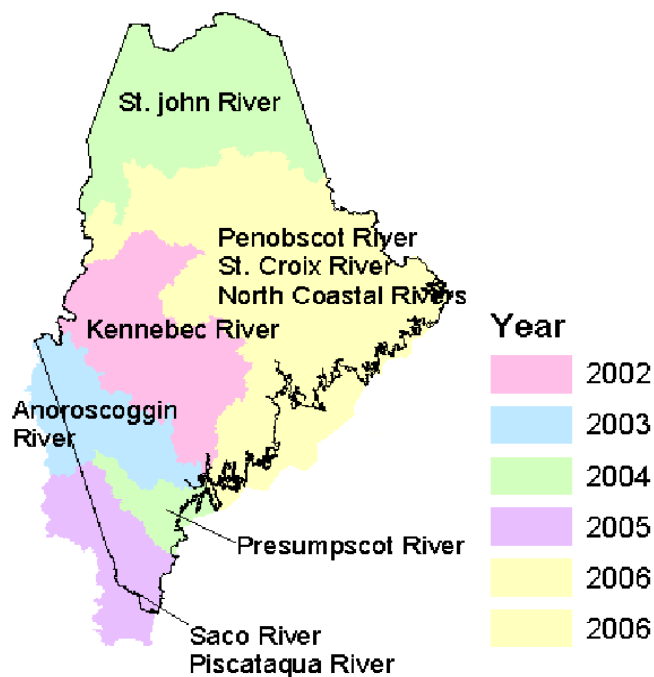 St. john River
Penobscot River
St. Croix River
North Coastal Rivers
Kennebec River
Anoroscoggin
River
Presumpscot River
Saco River
Piscataqua River
Year
2002
2003
2004
2005
2006
2006